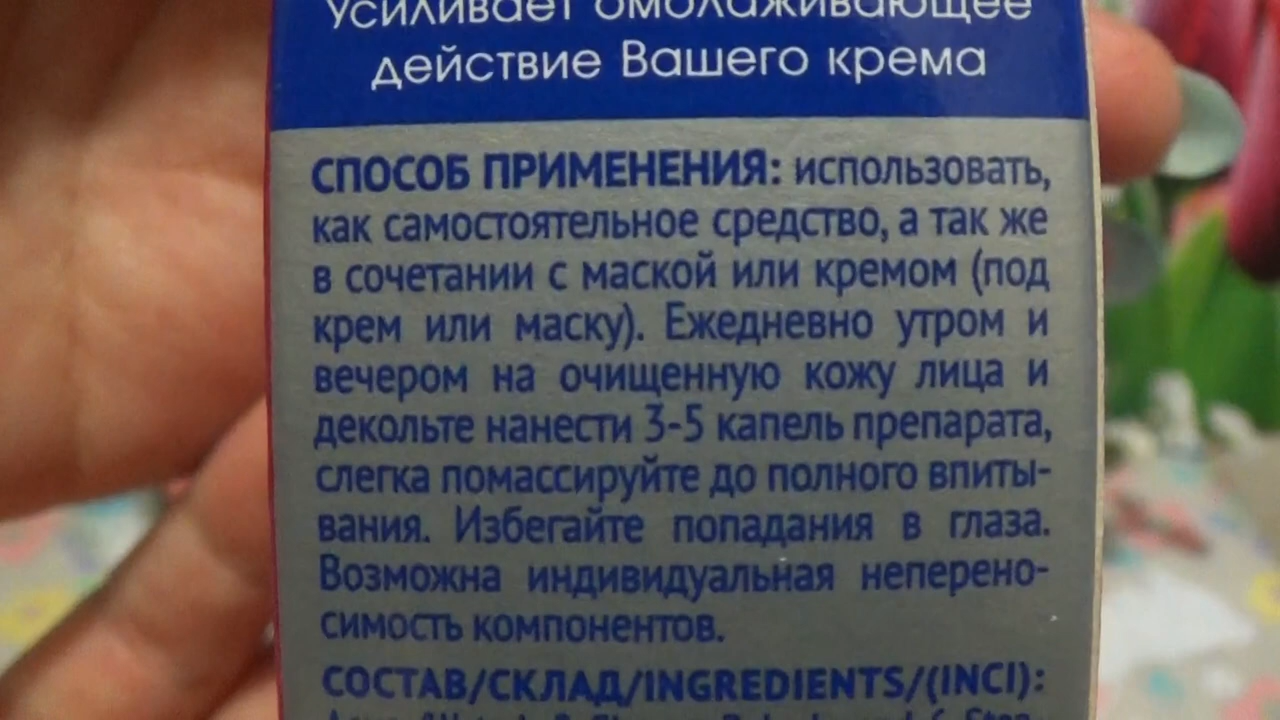 Усиливает омолаживающее
действие Вашего крема
СПОСОБ ПРИМЕНЕНИЯ: использовать,
как самостоятельное средство, а так же
в сочетании с маской или кремом (под
крем или маску). Ежедневно утром и
вечером на очищенную кожу лица и
декольте нанести 3-5 капель препарата,
слегка помассируйте до полного впиты-
вания. Избегайте попадания в глаза.
Возможна индивидуальная неперено-
симость компонентов.
СОСТАВ/СКЛАД/INGREDIENTS/(INCI):